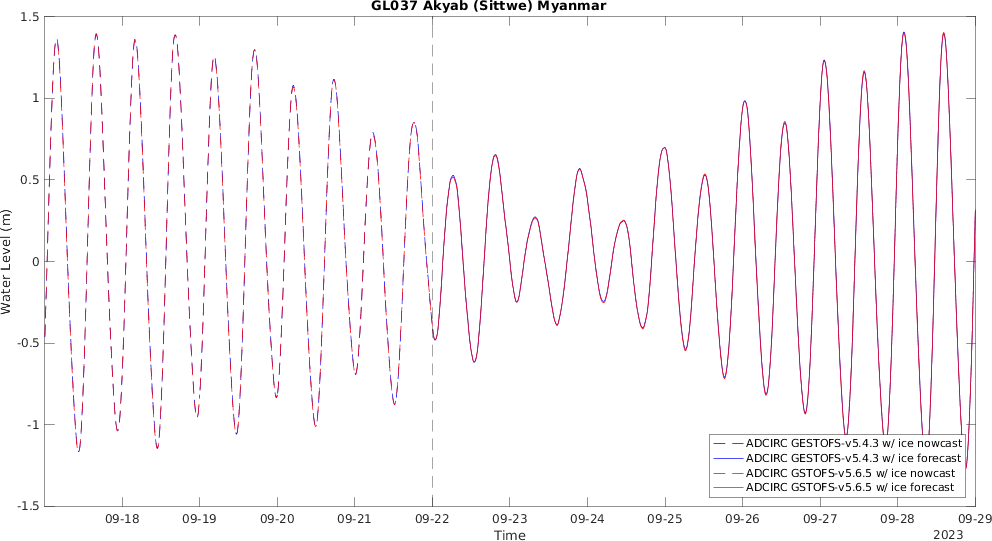 GL037 Akyab (Sittwe) Myanmar
1.5
1
0.5
0
-0.5
-1
-1.5
Water Level (m)
ADCIRC GESTOFS-v5.4.3 w/ ice nowcast
ADCIRC GESTOFS-v5.4.3 w/ ice forecast
ADCIRC GSTOFS-v5.6.5 w/ ice nowcast
ADCIRC GSTOFS-v5.6.5 w/ ice forecast
09-18 09-19 09-20 09-21 09-22 09-23 09-24 09-25 09-26 09-27 09-28 09-29
Time
2023